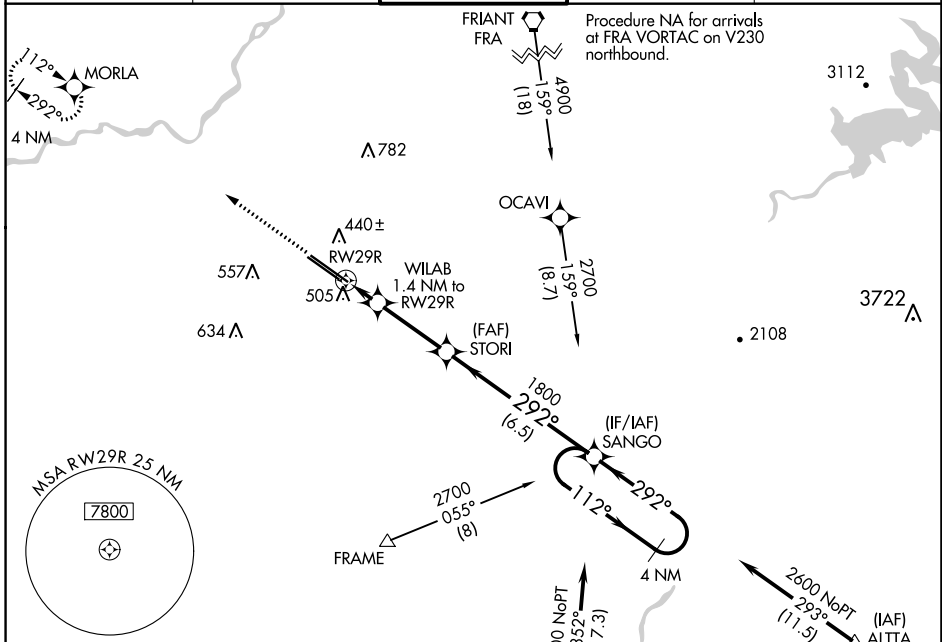 FRIANT
FRA
Procedure NA for arrivals
at FRA VORTAC on V230
northbound.
112°
MORLA
292°
4 NM
4900
159°
(18)
3112
782
OCAVI
440±
RW29R
557
WILAB
1.4 NM to
RW29R
505
2700
159°
(8.7)
3722
634
(FAF)
STORI
2108
1800
292°
(6.5)
(IF/IAF)
SANGO
MSA RW29R 25 NM
7800
292°
112°
2700
055°
(8)
FRAME
4 NM
00 NoPT
352°
7.3)
2600 NoPT
293°
(11.5)
(IAF)